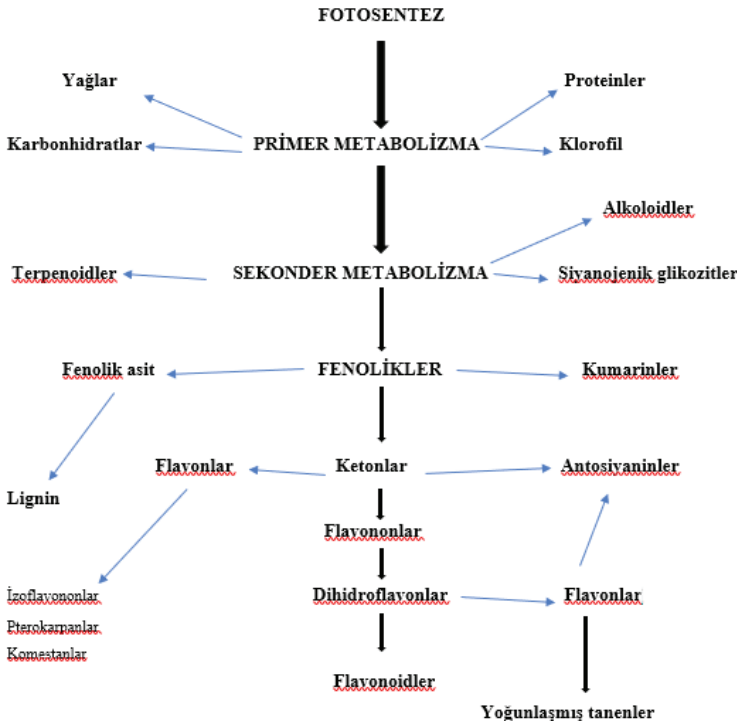 FOTOSENTEZ
Yağlar
Proteinler
Karbonhidratlar
PRİMER METABOLİZMA
Klorofil
Alkoloidler
Terpenoidler
SEKONDER METABOLİZMA
Siyanojenik glikozitler
Fenolik asit
FENOLİKLER
Kumarinler
Flavonlar
Ketonlar
Antosiyaninler
Lignin
Flavononlar
İzoflavononlar
Dihidroflavonlar
Flavonlar
Pterokarpanlar
Komestanlar
Flavonoidler
Yoğunlaşmış tanenler